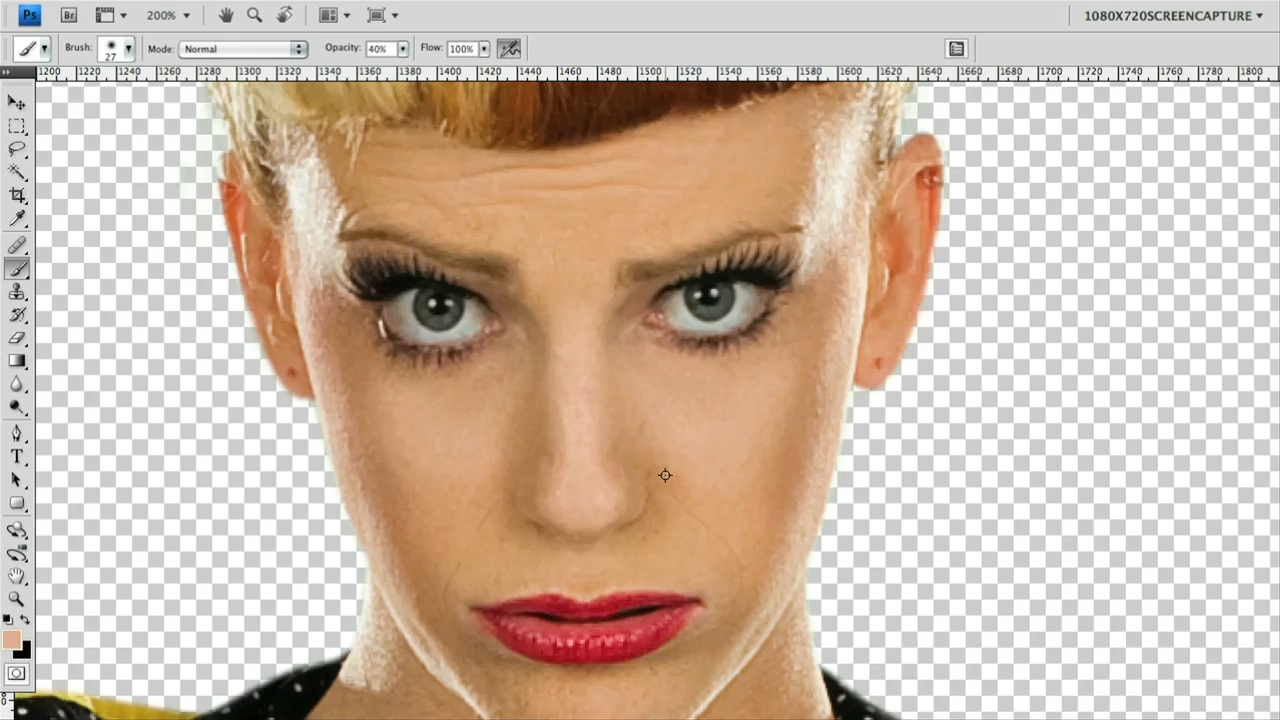 Ps Br 200% 1080X720SCREENCAPTURE
Brush: 27 Mode: Normal Opacity: 40% Flow: 100%
1200 1220 1240 1260 1280 1300 1320 1340 1360 1380 1400 1420 1440 1460 1480 1500 1520 1540 1560 1580 1600 1620 1640 1660 1680 1700 1720 1740 1760 1780 1800
T